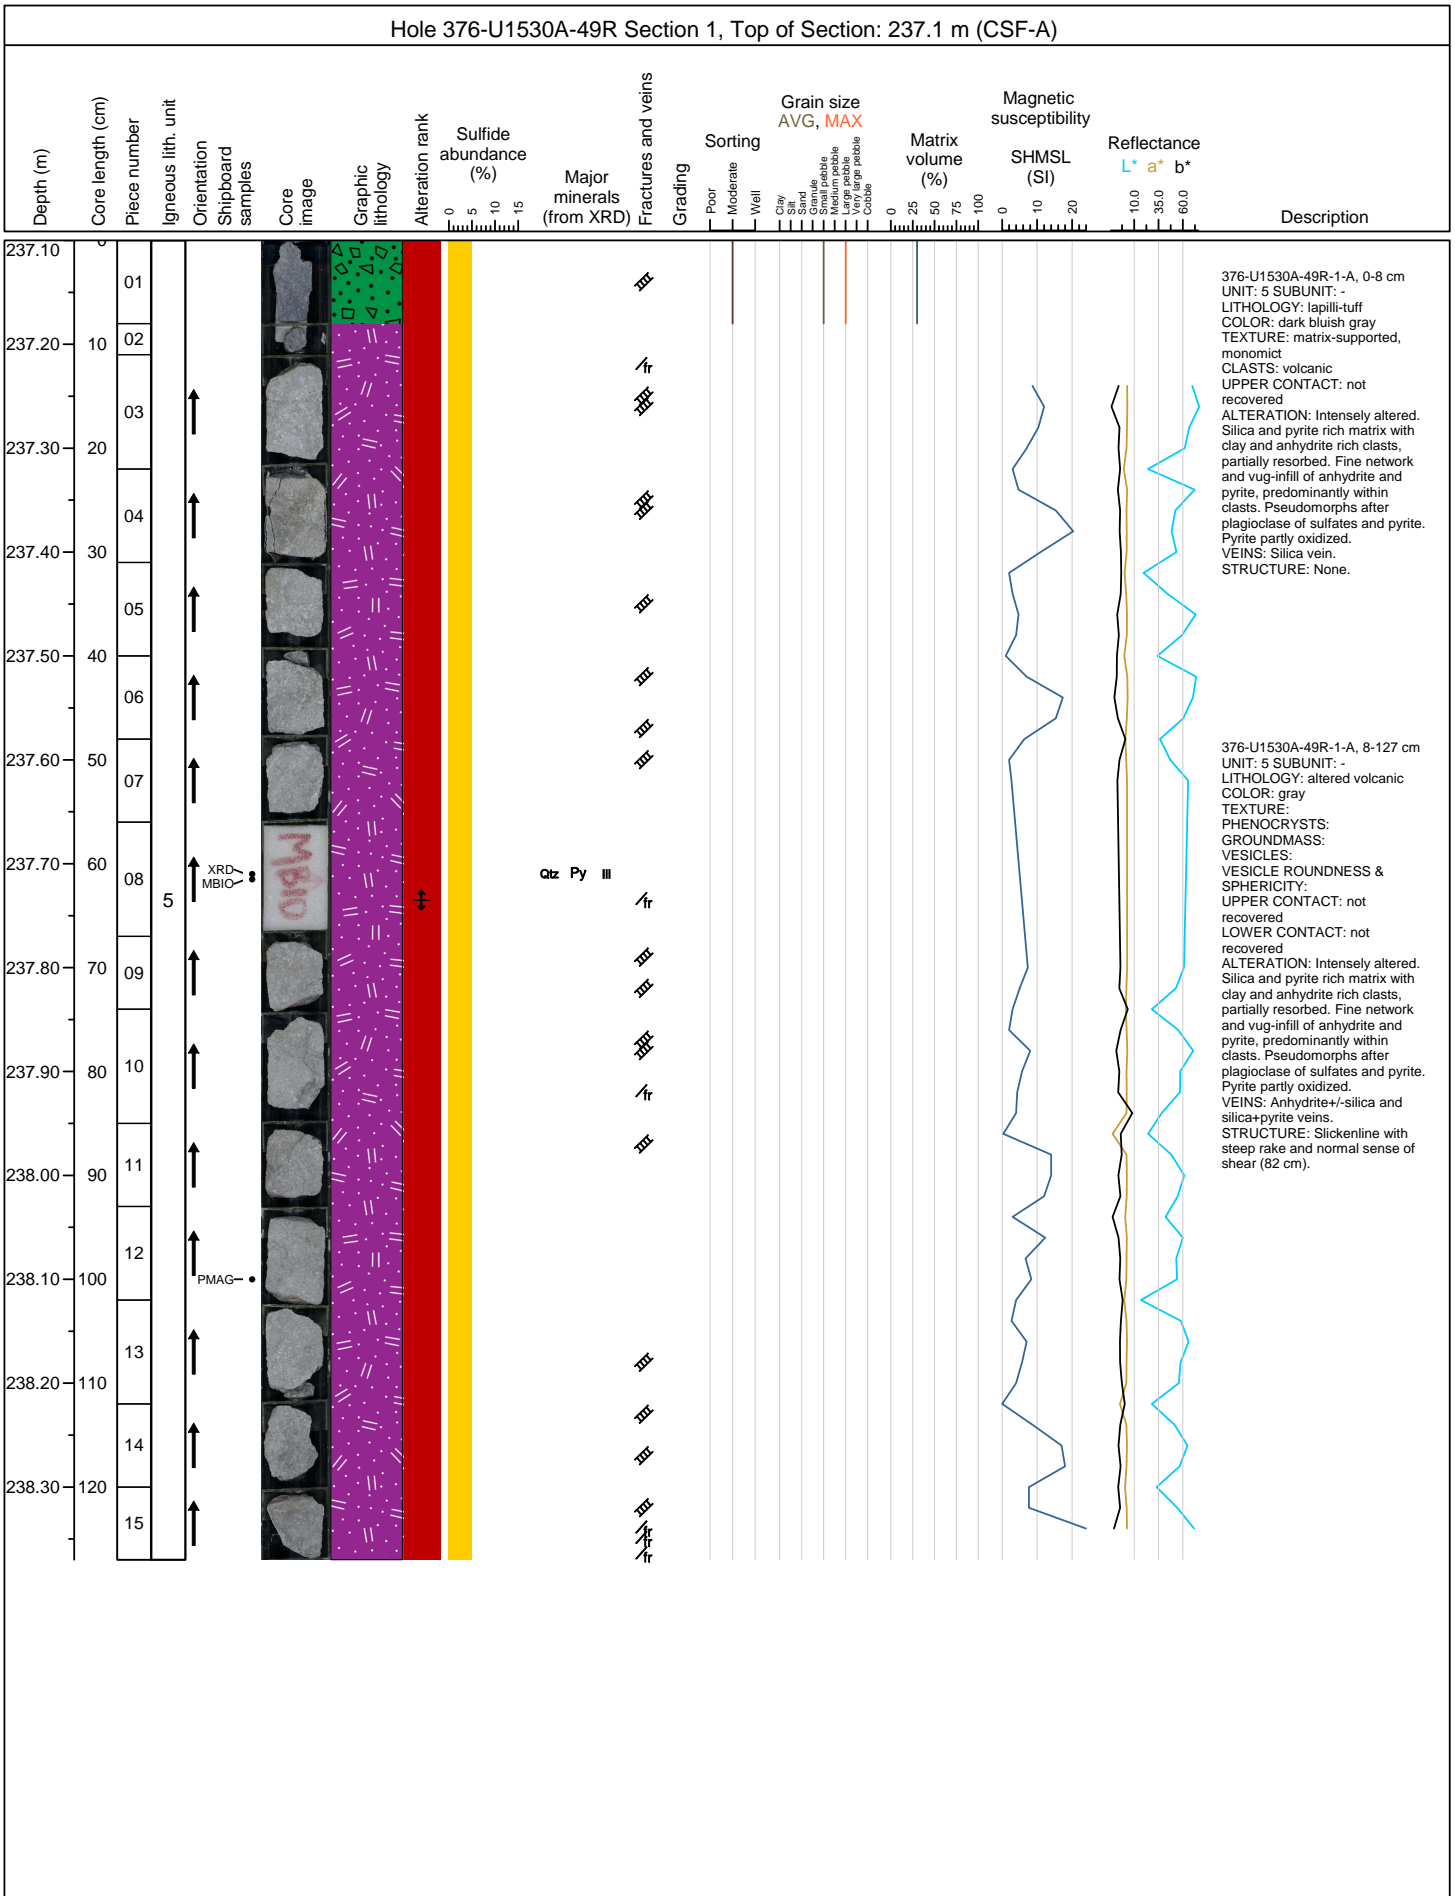 Hole 376-U1530A-49R Section 1, Top of Section: 237.1 m (CSF-A)
Depth (m)
Core length (cm)
Piece number
Igneous lith. unit
Orientation
Shipboard
samples
Core
image
Graphic
lithology
Alteration rank
Sulfide
abundance
(%)
0 5 10 15
Major
minerals
(from XRD)
Fractures and veins
Grading
Sorting
Poor
Moderate
Well
Grain size
AVG, MAX
Clay
Silt
Sand
Granule
Small pebble
Medium pebble
Large pebble
Very large pebble
Cobble
Matrix
volume
(%)
0 25 50 75 100
Magnetic
susceptibility
SHMSL
(SI)
0 10 20
Reflectance
L* a* b*
10.0 35.0 60.0
Description
237.10 0
01
237.20 10 02
fr
03
237.30 20
04
237.40 30
05
237.50 40
06
237.60 50
07
237.70 60
08
XRD
MBIO
MBIO
Qtz Py Ill
fr
5
237.80 70 09
10
237.90 80
fr
11
238.00 90
12
238.10 100 PMAG
13
238.20 110
14
238.30 120
15
fr
fr
fr
376-U1530A-49R-1-A, 0-8 cm
UNIT: 5 SUBUNIT: -
LITHOLOGY: lapilli-tuff
COLOR: dark bluish gray
TEXTURE: matrix-supported,
monomict
CLASTS: volcanic
UPPER CONTACT: not
recovered
ALTERATION: Intensely altered.
Silica and pyrite rich matrix with
clay and anhydrite rich clasts,
partially resorbed. Fine network
and vug-infill of anhydrite and
pyrite, predominantly within
clasts. Pseudomorphs after
plagioclase of sulfates and pyrite.
Pyrite partly oxidized.
VEINS: Silica vein.
STRUCTURE: None.
376-U1530A-49R-1-A, 8-127 cm
UNIT: 5 SUBUNIT: -
LITHOLOGY: altered volcanic
COLOR: gray
TEXTURE:
PHENOCRYSTS:
GROUNDMASS:
VESICLES:
VESICLE ROUNDNESS &
SPHERICITY:
UPPER CONTACT: not
recovered
LOWER CONTACT: not
recovered
ALTERATION: Intensely altered.
Silica and pyrite rich matrix with
clay and anhydrite rich clasts,
partially resorbed. Fine network
and vug-infill of anhydrite and
pyrite, predominantly within
clasts. Pseudomorphs after
plagioclase of sulfates and pyrite.
Pyrite partly oxidized.
VEINS: Anhydrite+/-silica and
silica+pyrite veins.
STRUCTURE: Slickenline with
steep rake and normal sense of
shear (82 cm).